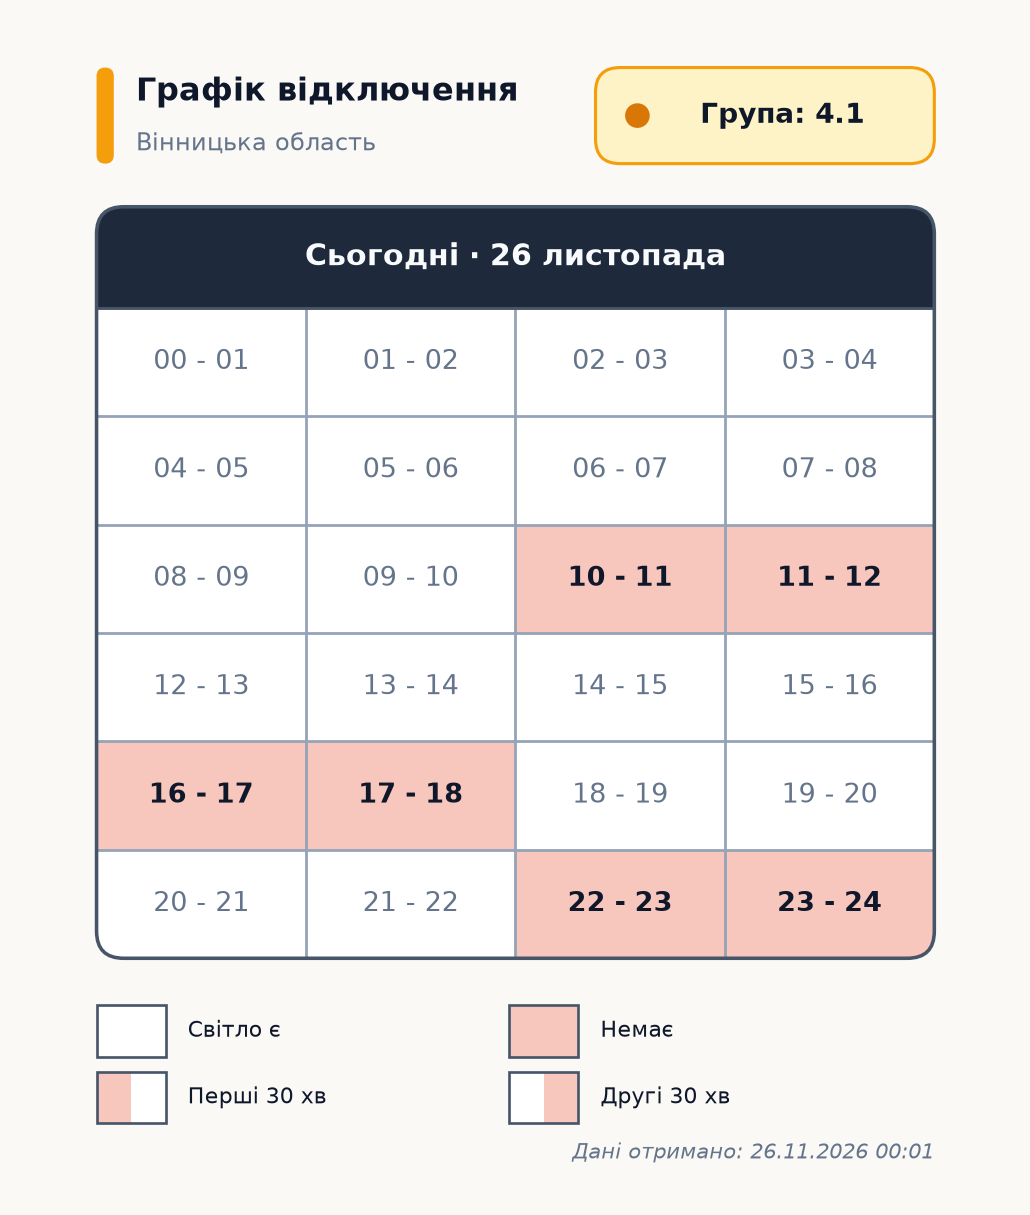 Графік відключення
Вінницька область
Група: 4.1
Сьогодні · 26 листопада
00 - 01 01 - 02 02 - 03 03 - 04
04 - 05 05 - 06 06 - 07 07 - 08
08 - 09 09 - 10 10 - 11 11 - 12
12 - 13 13 - 14 14 - 15 15 - 16
16 - 17 17 - 18 18 - 19 19 - 20
20 - 21 21 - 22 22 - 23 23 - 24
Світло є Немає
Перші 30 хв Другі 30 хв
Дані отримано: 26.11.2026 00:01